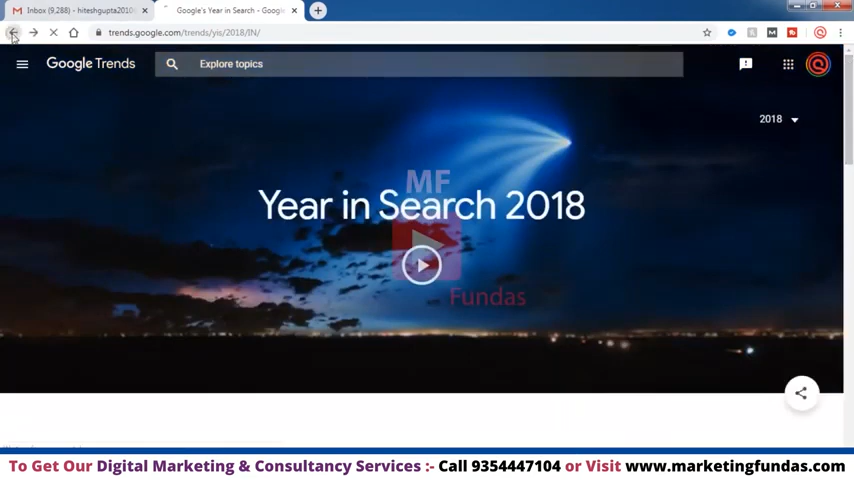 Inbox (9,288) - hiteshgupta2010
Google's Year in Search - Google
trends.google.com/trends/yis/2018/IN/
Google Trends
Explore topics
2018
MF
Year in Search 2018
Fundas
To Get Our Digital Marketing & Consultancy Services :- Call 9354447104 or Visit www.marketingfundas.com